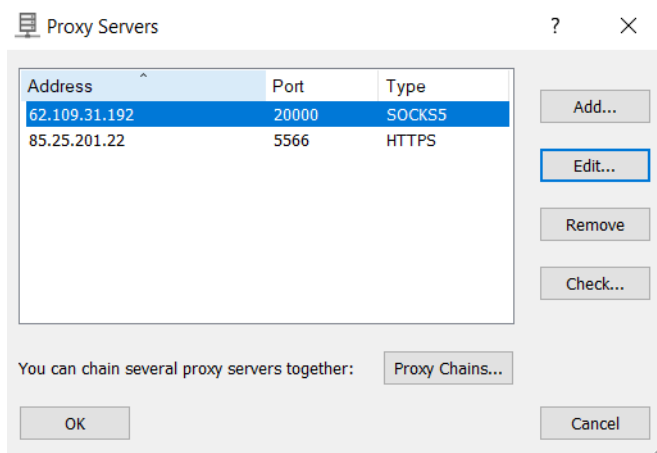 Proxy Servers
? ×
Address Port Type
62.109.31.192 20000 SOCKS5
85.25.201.22 5566 HTTPS
Add...
Edit...
Remove
Check...
You can chain several proxy servers together: Proxy Chains...
OK Cancel